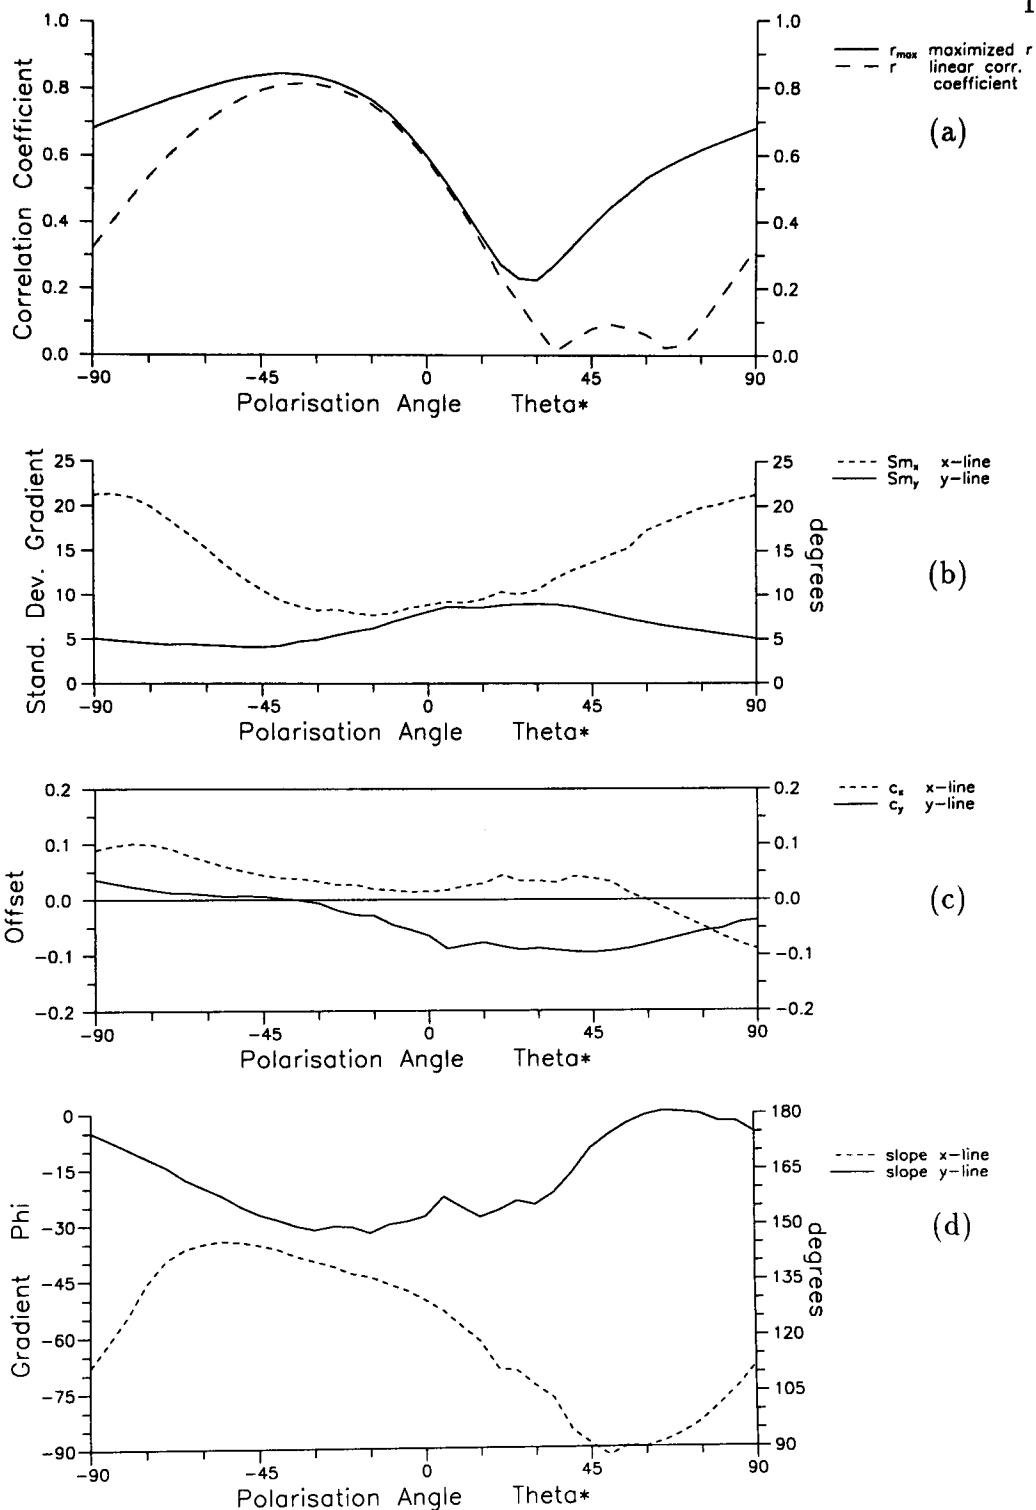 1.0
0.8
0.6
0.4
0.2
0.0
Correlation Coefficient
1.0
0.8
0.6
0.4
0.2
0.0
-90 -45 0 45 90
Polarisation Angle Theta*
rmax maximized r
r linear corr.
coefficient
(a)
25
20
15
10
5
0
Stand. Dev. Gradient
25
20
15
10
5
0
degrees
-90 -45 0 45 90
Polarisation Angle Theta*
Smx x-line
Smy y-line
(b)
0.2
0.1
0.0
-0.1
-0.2
Offset
0.2
0.1
0.0
-0.1
-0.2
-90 -45 0 45 90
Polarisation Angle Theta*
cx x-line
cy y-line
(c)
0
-15
-30
-45
-60
-75
-90
Gradient Phi
180
165
150
135
120
105
90
degrees
-90 -45 0 45 90
Polarisation Angle Theta*
slope x-line
slope y-line
(d)